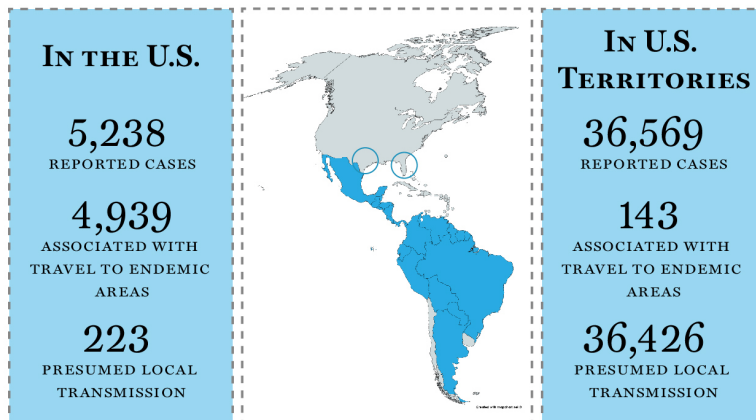 In the U.S.
5,238
reported cases
4,939
associated with
travel to endemic
areas
223
presumed local
transmission
In U.S.
Territories
36,569
reported cases
143
associated with
travel to endemic
areas
36,426
presumed local
transmission